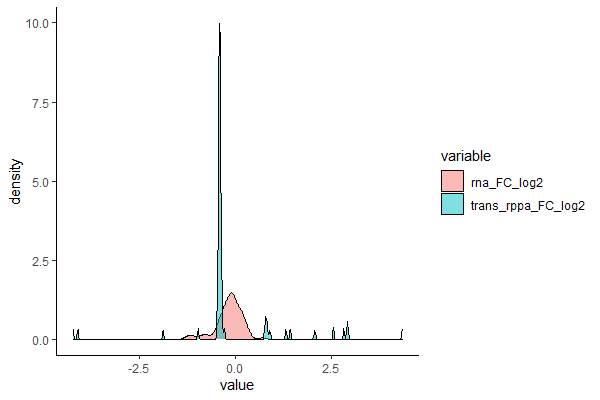 10.0
7.5
5.0
2.5
0.0
density
-2.5
0.0
2.5
value
variable
rna_FC_log2
trans_rppa_FC_log2